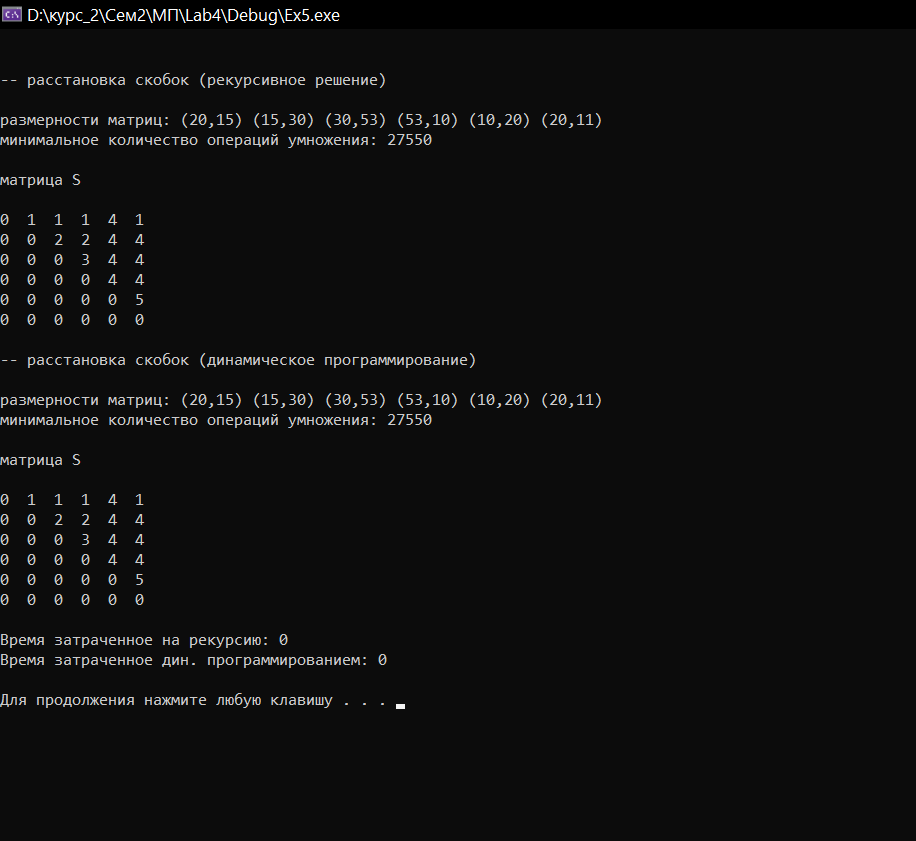 D:\курс_2\Сем2\МП\Lab4\Debug\Ex5.exe
-- расстановка скобок (рекурсивное решение)
размерности матриц: (20,15) (15,30) (30,53) (53,10) (10,20) (20,11)
минимальное количество операций умножения: 27550
матрица S
0  1  1  1  4  1
0  0  2  2  4  4
0  0  0  3  4  4
0  0  0  0  4  4
0  0  0  0  0  5
0  0  0  0  0  0
-- расстановка скобок (динамическое программирование)
размерности матриц: (20,15) (15,30) (30,53) (53,10) (10,20) (20,11)
минимальное количество операций умножения: 27550
матрица S
0  1  1  1  4  1
0  0  2  2  4  4
0  0  0  3  4  4
0  0  0  0  4  4
0  0  0  0  0  5
0  0  0  0  0  0
Время затраченное на рекурсию: 0
Время затраченное дин. программированием: 0
Для продолжения нажмите любую клавишу . . .